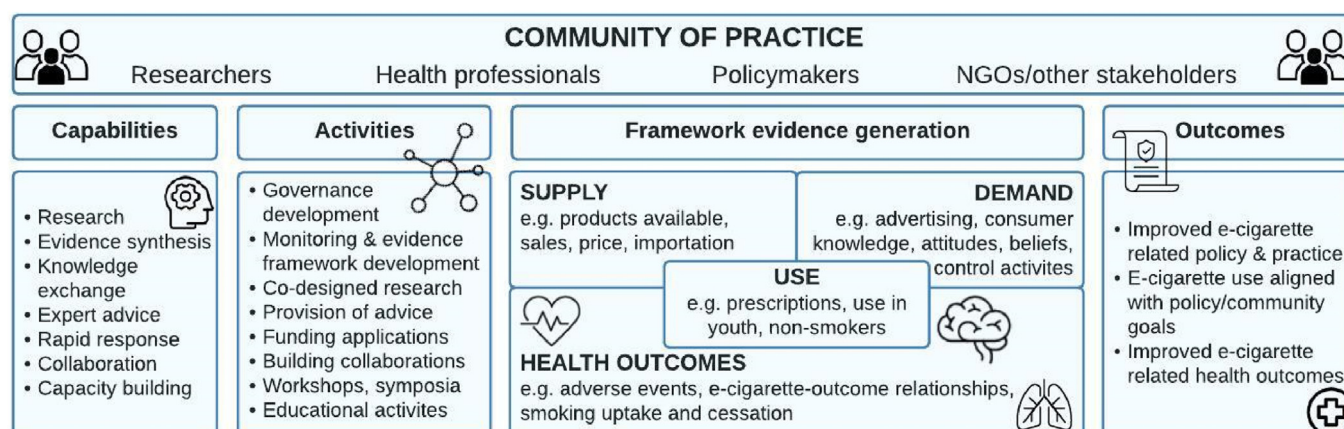 COMMUNITY OF PRACTICE
Researchers Health professionals Policymakers NGOs/other stakeholders
Capabilities
• Research
• Evidence synthesis
• Knowledge
exchange
• Expert advice
• Rapid response
• Collaboration
• Capacity building
Activities
• Governance
development
• Monitoring & evidence
framework development
• Co-designed research
• Provision of advice
• Funding applications
• Building collaborations
• Workshops, symposia
• Educational activites
Framework evidence generation
SUPPLY
e.g. products available,
sales, price, importation
DEMAND
e.g. advertising, consumer
knowledge, attitudes, beliefs,
control activites
USE
e.g. prescriptions, use in
youth, non-smokers
HEALTH OUTCOMES
e.g. adverse events, e-cigarette-outcome relationships,
smoking uptake and cessation
Outcomes
• Improved e-cigarette
related policy & practice
• E-cigarette use aligned
with policy/community
goals
• Improved e-cigarette
related health outcomes